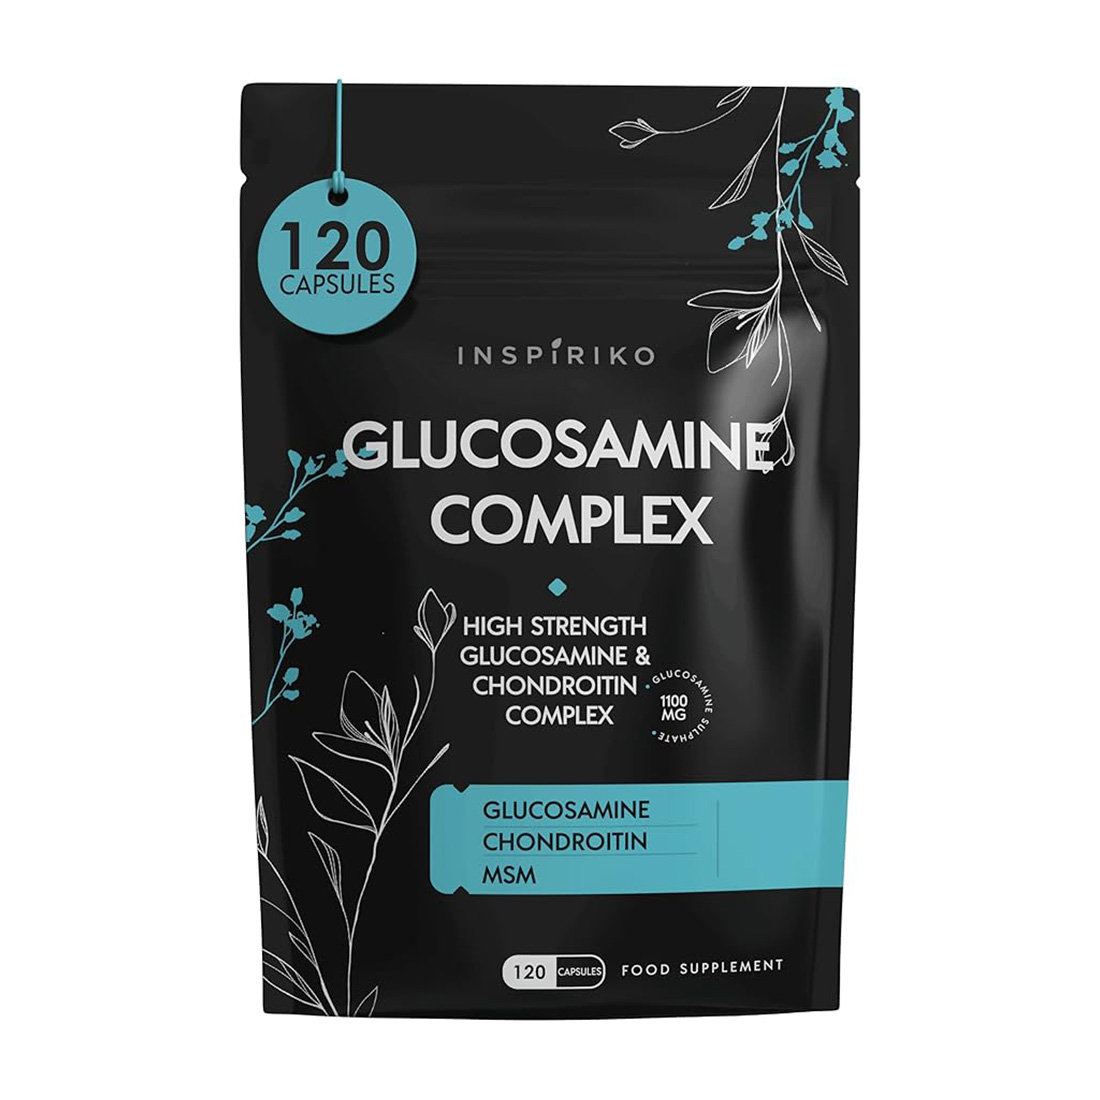 120
CAPSULES
INSPIRIKO
GLUCOSAMINE
COMPLEX
HIGH STRENGTH
GLUCOSAMINE &
CHONDROITIN
COMPLEX
GLUCOSAMINE SULPHATE
1100
MG
GLUCOSAMINE
CHONDROITIN
MSM
120 CAPSULES
FOOD SUPPLEMENT